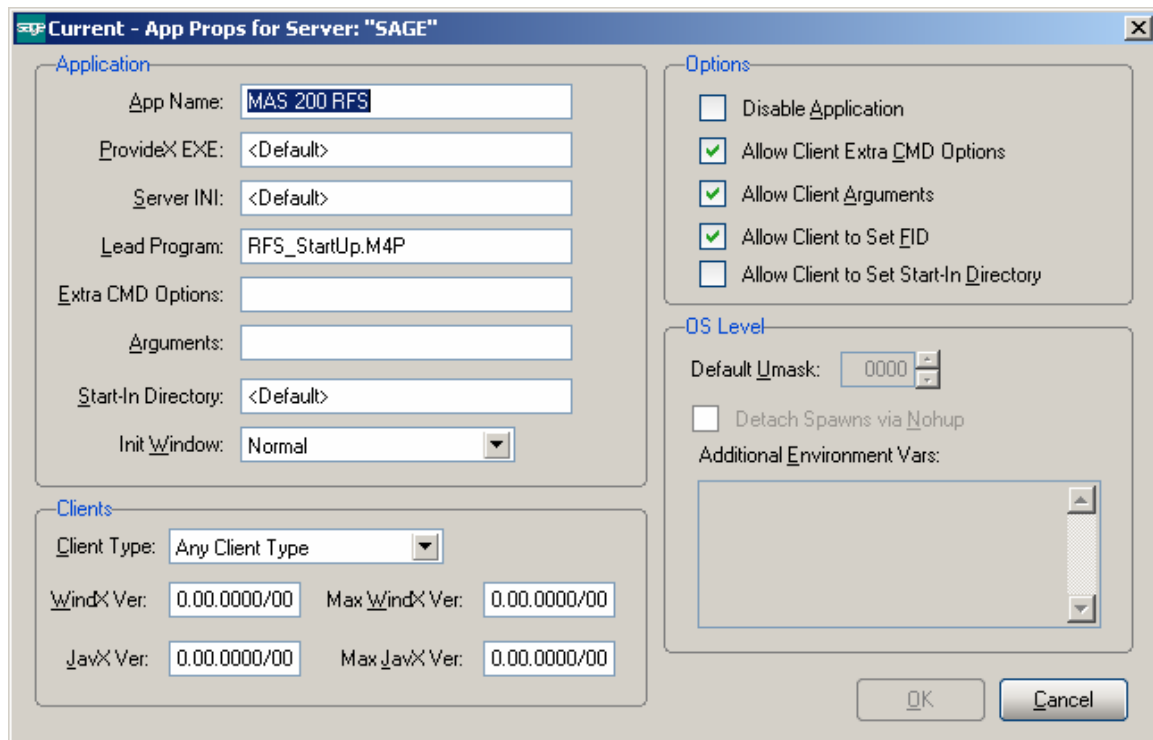 sage Current - App Props for Server: "SAGE"
Application
App Name: MAS 200 RFS
ProvideX EXE: <Default>
Server INI: <Default>
Lead Program: RFS_StartUp.M4P
Extra CMD Options:
Arguments:
Start-In Directory: <Default>
Init Window: Normal
Clients
Client Type: Any Client Type
WindX Ver: 0.00.0000/00 Max WindX Ver: 0.00.0000/00
JavX Ver: 0.00.0000/00 Max JavX Ver: 0.00.0000/00
Options
Disable Application
Allow Client Extra CMD Options
Allow Client Arguments
Allow Client to Set FID
Allow Client to Set Start-In Directory
OS Level
Default Umask: 0000
Detach Spawns via Nohup
Additional Environment Vars:
OK Cancel